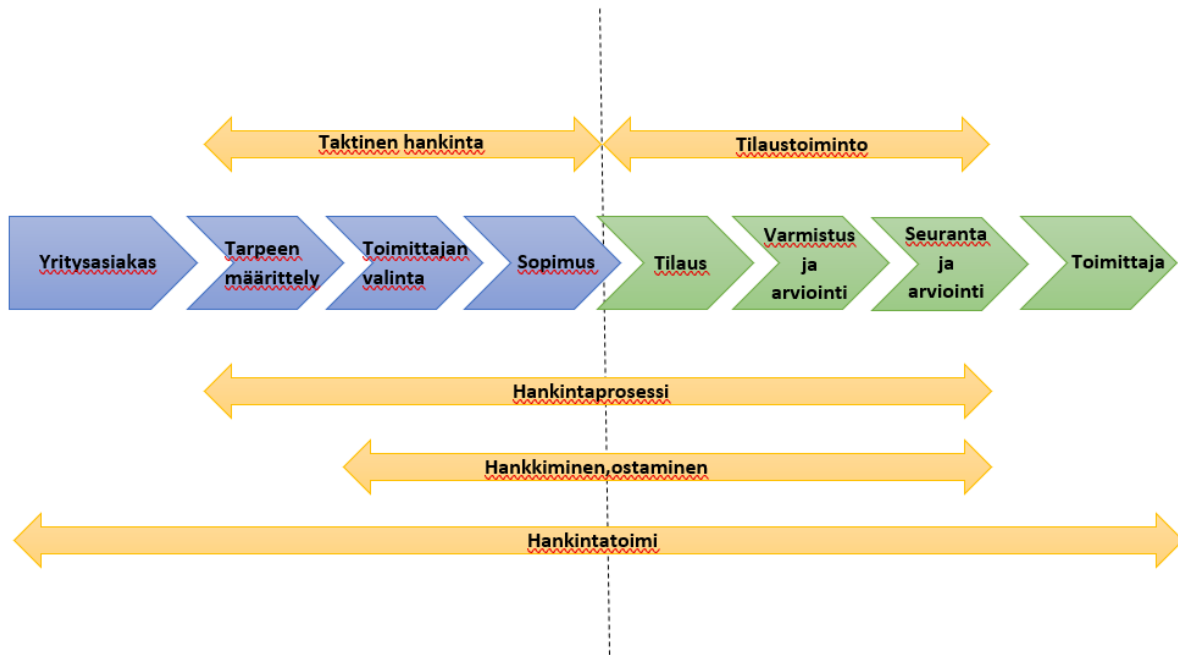 Taktinen hankinta
Tilaustoiminto
Yritysasiakas
Tarpeen
määrittely
Toimittajan
valinta
Sopimus
Tilaus
Varmistus
ja
arviointi
Seuranta
ja
arviointi
Toimittaja
Hankintaprosessi
Hankkiminen,ostaminen
Hankintatoimi